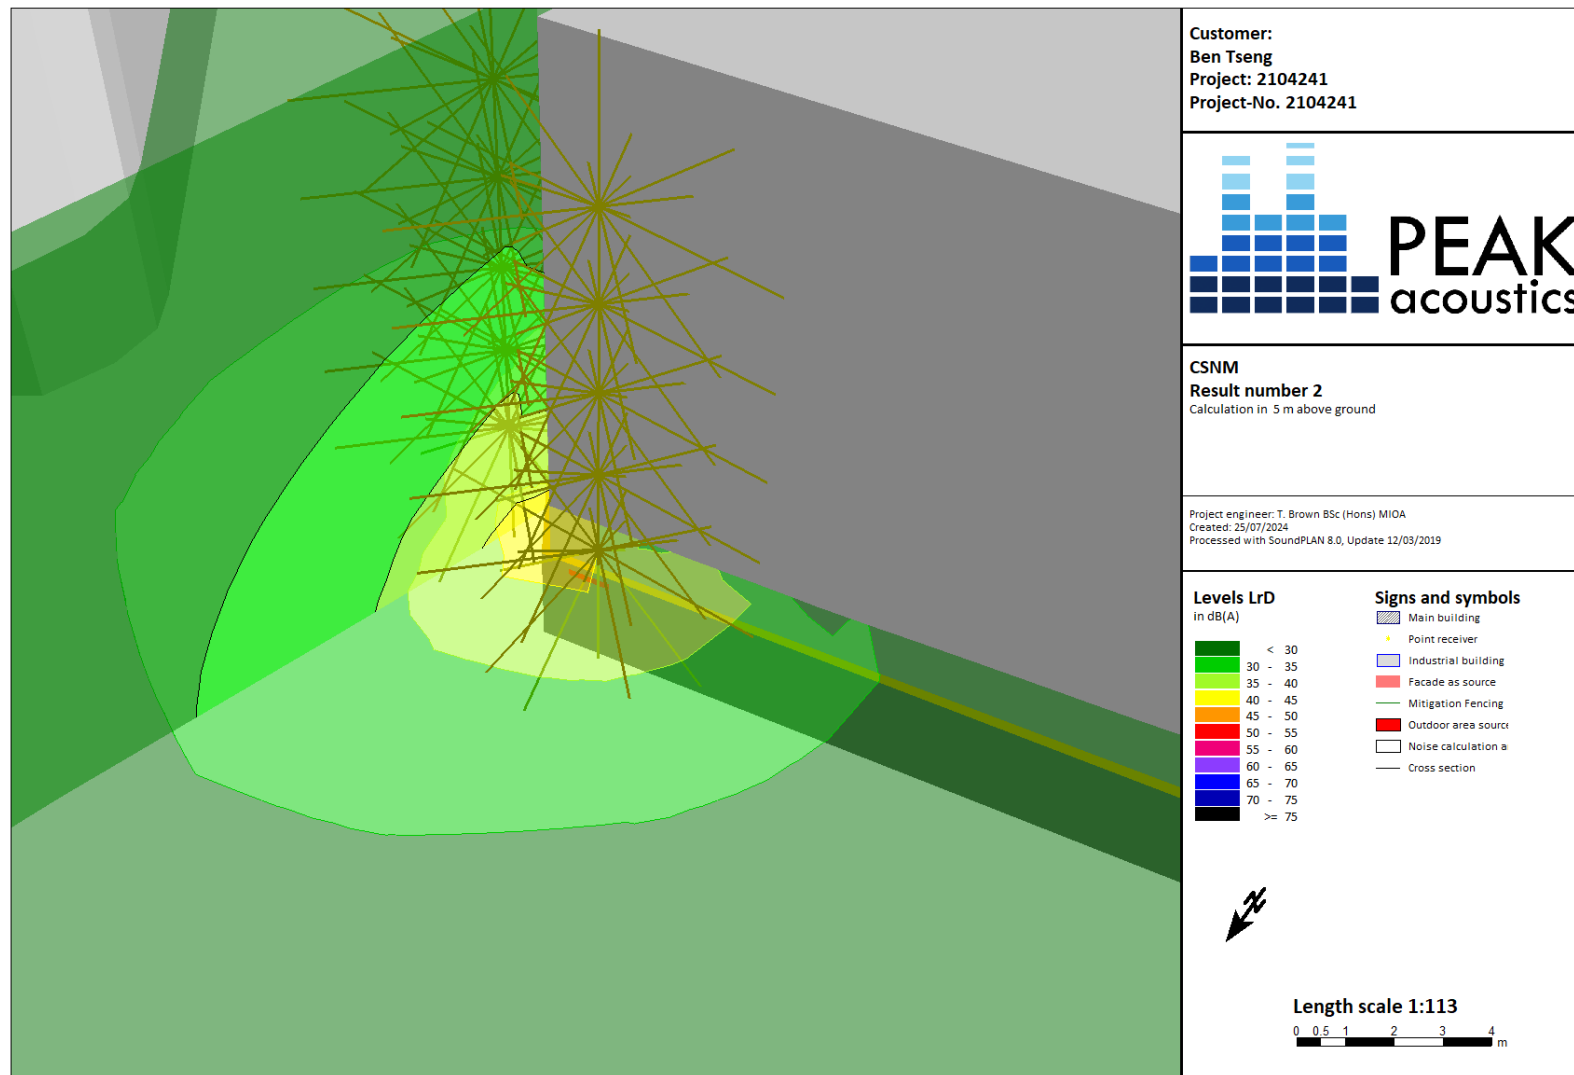 Customer:
Ben Tseng
Project: 2104241
Project-No. 2104241
PEAK
acoustics
CSNM
Result number 2
Calculation in 5 m above ground
Project engineer: T. Brown BSc (Hons) MIOA
Created: 25/07/2024
Processed with SoundPLAN 8.0, Update 12/03/2019
Levels LrD
in dB(A)
< 30
30 - 35
35 - 40
40 - 45
45 - 50
50 - 55
55 - 60
60 - 65
65 - 70
70 - 75
>= 75
Signs and symbols
Main building
Point receiver
Industrial building
Facade as source
Mitigation Fencing
Outdoor area source
Noise calculation a
Cross section
N
Length scale 1:113
0 0.5 1 2 3 4
m